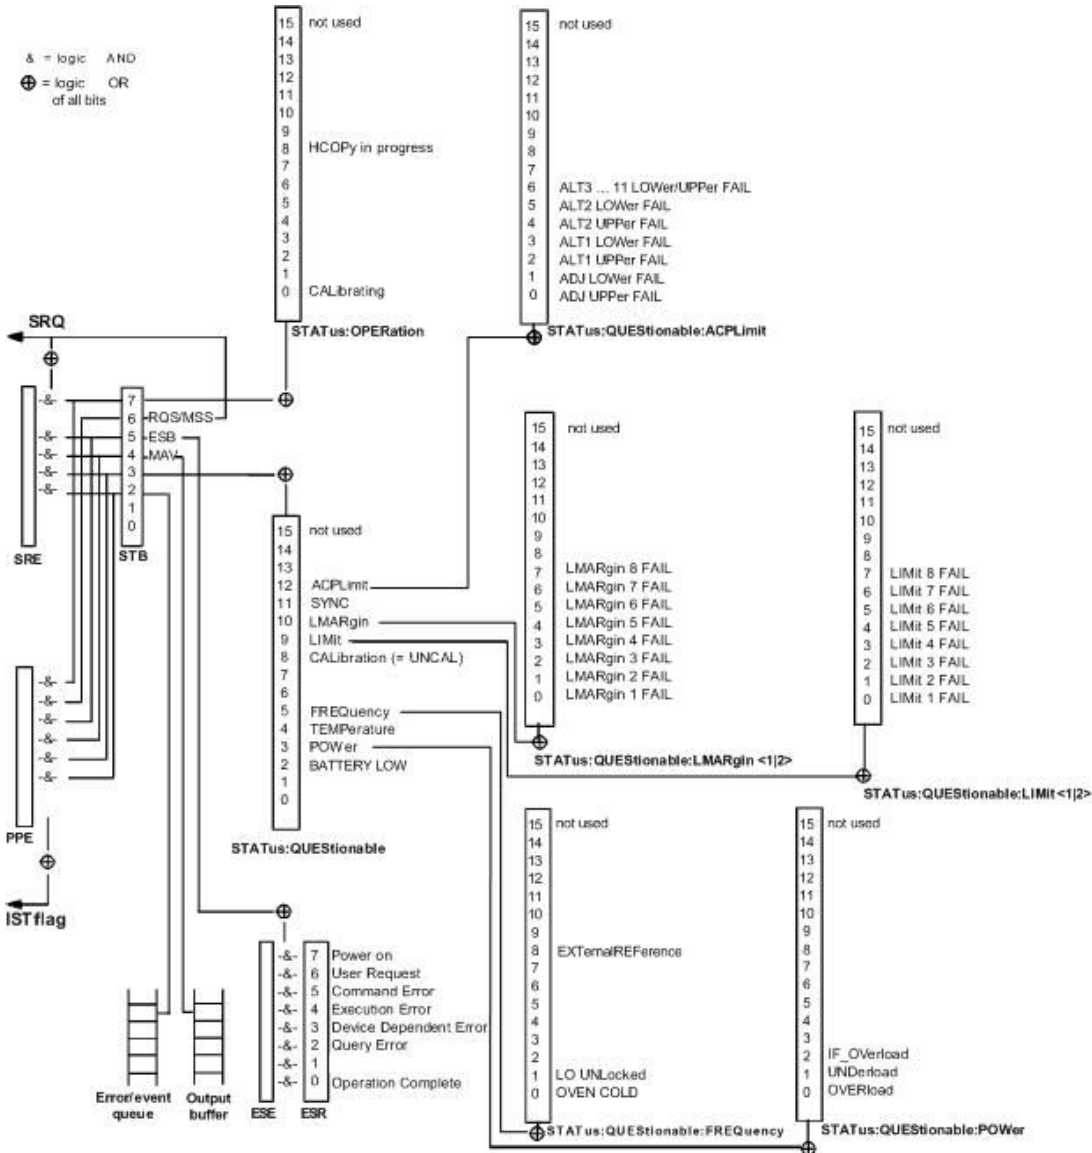 & = logic AND
⊕ = logic OR
of all bits
15 not used
14
13
12
11
10
9
8 HCOPy in progress
7
6
5
4
3
2
1
0 CALibrating
STATus:OPERation
15 not used
14
13
12
11
10
9
8
7
6 ALT3 ... 11 LOWer/UPPer FAIL
5 ALT2 LOWer FAIL
4 ALT2 UPPer FAIL
3 ALT1 LOWer FAIL
2 ALT1 UPPer FAIL
1 ADJ LOWer FAIL
0 ADJ UPPer FAIL
STATus:QUEStionable:ACPLimit
SRQ
-&-
-&-
-&-
-&-
-&-
SRE
7
6 RQS/MSS
5 ESB
4 MAV
3
2
1
0
STB
15 not used
14
13
12 ACPLimit
11 SYNC
10 LMARgin
9 LIMit
8 CALibration (= UNCAL)
7
6
5 FREQuency
4 TEMPerature
3 POWer
2 BATTERY LOW
1
0
STATus:QUEStionable
15 not used
14
13
12
11
10
9
8
7 LMARgin 8 FAIL
6 LMARgin 7 FAIL
5 LMARgin 6 FAIL
4 LMARgin 5 FAIL
3 LMARgin 4 FAIL
2 LMARgin 3 FAIL
1 LMARgin 2 FAIL
0 LMARgin 1 FAIL
STATus:QUEStionable:LMARgin <1|2>
15 not used
14
13
12
11
10
9
8
7 LIMit 8 FAIL
6 LIMit 7 FAIL
5 LIMit 6 FAIL
4 LIMit 5 FAIL
3 LIMit 4 FAIL
2 LIMit 3 FAIL
1 LIMit 2 FAIL
0 LIMit 1 FAIL
STATus:QUEStionable:LIMit <1|2>
-&-
-&-
-&-
-&-
-&-
-&-
PPE
IST flag
Error/event
queue
Output
buffer
-&- 7 Power on
-&- 6 User Request
-&- 5 Command Error
-&- 4 Execution Error
-&- 3 Device Dependent Error
-&- 2 Query Error
-&- 1
-&- 0 Operation Complete
ESE ESR
15 not used
14
13
12
11
10
9
8 EXTernalREFerence
7
6
5
4
3
2
1 LO UNLocked
0 OVEN COLD
STATus:QUEStionable:FREQuency
15 not used
14
13
12
11
10
9
8
7
6
5
4
3
2 IF_OVerload
1 UNDerload
0 OVERload
STATus:QUEStionable:POWer